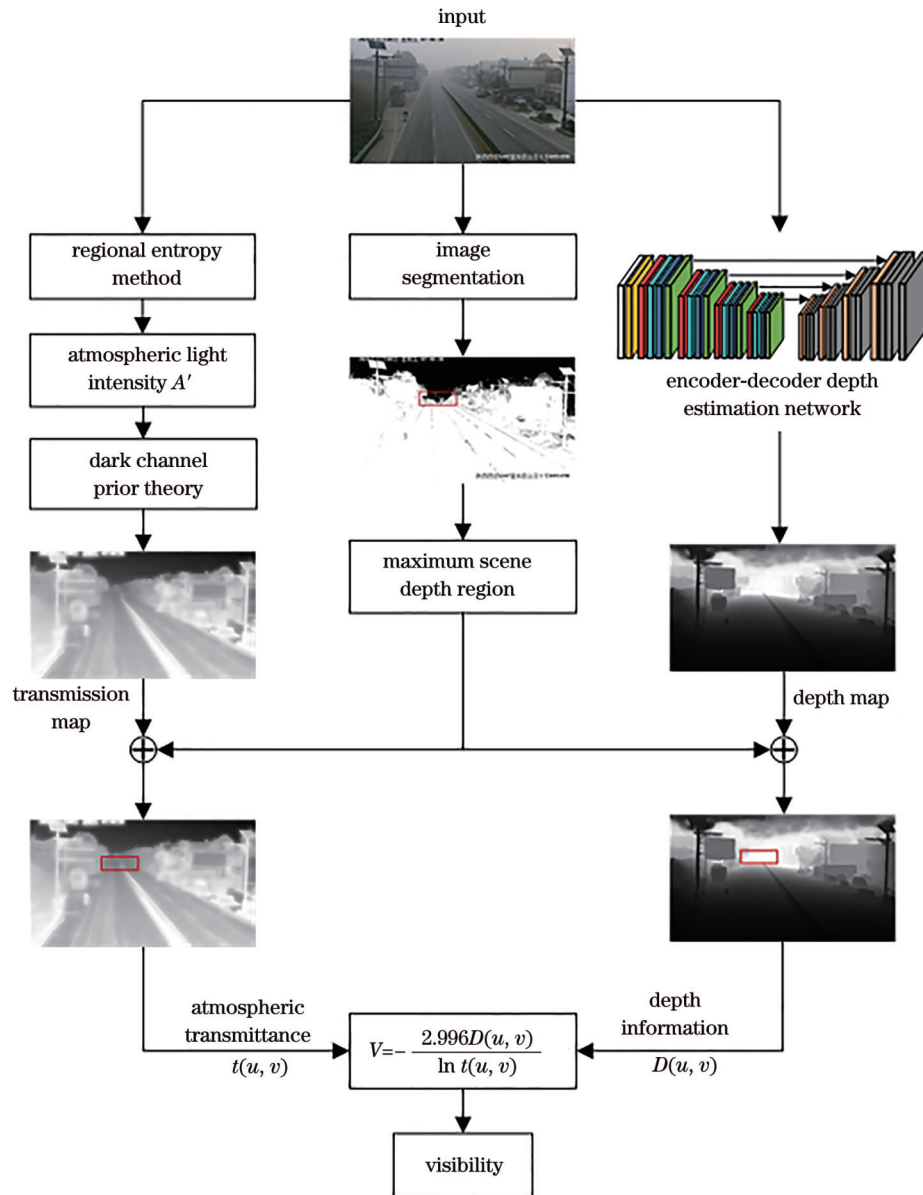 input
regional entropy
method
image
segmentation
atmospheric light
intensity A′
encoder-decoder depth
estimation network
dark channel
prior theory
maximum scene
depth region
transmission
map
depth map
atmospheric
transmittance
t(u, v)
V=− 2.996D(u, v) / ln t(u, v)
depth
information
D(u, v)
visibility